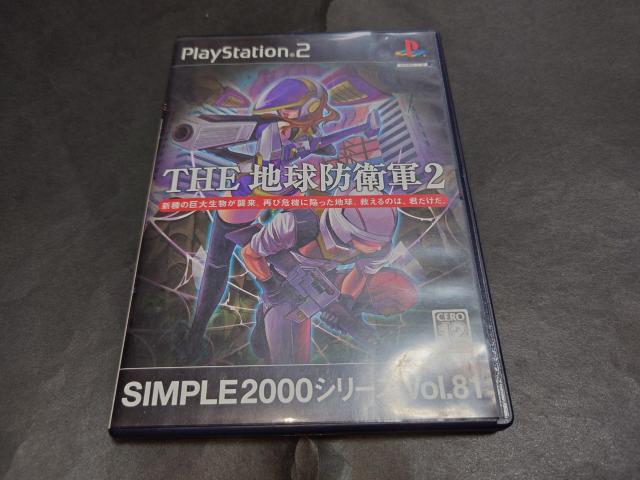 PlayStation®2
THE 地球防衛軍2
新種の巨大生物が襲来。再び危機に陥った地球。救えるのは、君だけだ。
CERO
12
SIMPLE2000シリーズ Vol.81